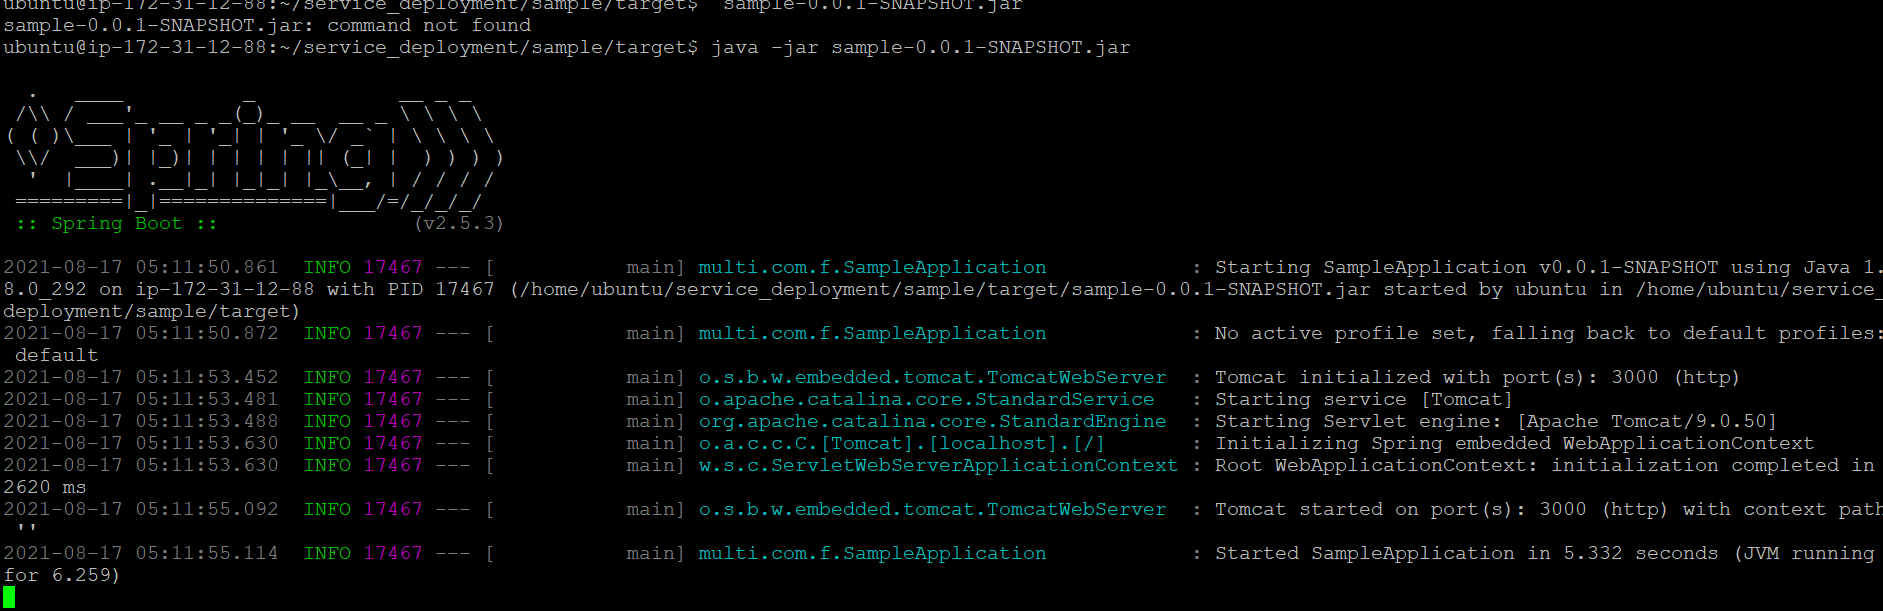 ubuntu@ip-172-31-12-88:~/service_deployment/sample/target$  sample-0.0.1-SNAPSHOT.jar
sample-0.0.1-SNAPSHOT.jar: command not found
ubuntu@ip-172-31-12-88:~/service_deployment/sample/target$ java -jar sample-0.0.1-SNAPSHOT.jar
  .   ____          _            __ _ _
 /\\ / ___'_ __ _ _(_)_ __  __ _ \ \ \ \
( ( )\___ | '_ | '_| | '_ \/ _` | \ \ \ \
 \\/  ___)| |_)| | | | | || (_| |  ) ) ) )
  '  |____| .__|_| |_|_| |_\__, | / / / /
 =========|_|==============|___/=/_/_/_/
 :: Spring Boot ::                (v2.5.3)
2021-08-17 05:11:50.861  INFO 17467 --- [           main] multi.com.f.SampleApplication            : Starting SampleApplication v0.0.1-SNAPSHOT using Java 1.
8.0_292 on ip-172-31-12-88 with PID 17467 (/home/ubuntu/service_deployment/sample/target/sample-0.0.1-SNAPSHOT.jar started by ubuntu in /home/ubuntu/service_
deployment/sample/target)
2021-08-17 05:11:50.872  INFO 17467 --- [           main] multi.com.f.SampleApplication            : No active profile set, falling back to default profiles:
 default
2021-08-17 05:11:53.452  INFO 17467 --- [           main] o.s.b.w.embedded.tomcat.TomcatWebServer  : Tomcat initialized with port(s): 3000 (http)
2021-08-17 05:11:53.481  INFO 17467 --- [           main] o.apache.catalina.core.StandardService   : Starting service [Tomcat]
2021-08-17 05:11:53.488  INFO 17467 --- [           main] org.apache.catalina.core.StandardEngine  : Starting Servlet engine: [Apache Tomcat/9.0.50]
2021-08-17 05:11:53.630  INFO 17467 --- [           main] o.a.c.c.C.[Tomcat].[localhost].[/]       : Initializing Spring embedded WebApplicationContext
2021-08-17 05:11:53.630  INFO 17467 --- [           main] w.s.c.ServletWebServerApplicationContext : Root WebApplicationContext: initialization completed in
2620 ms
2021-08-17 05:11:55.092  INFO 17467 --- [           main] o.s.b.w.embedded.tomcat.TomcatWebServer  : Tomcat started on port(s): 3000 (http) with context path
 ''
2021-08-17 05:11:55.114  INFO 17467 --- [           main] multi.com.f.SampleApplication            : Started SampleApplication in 5.332 seconds (JVM running
for 6.259)